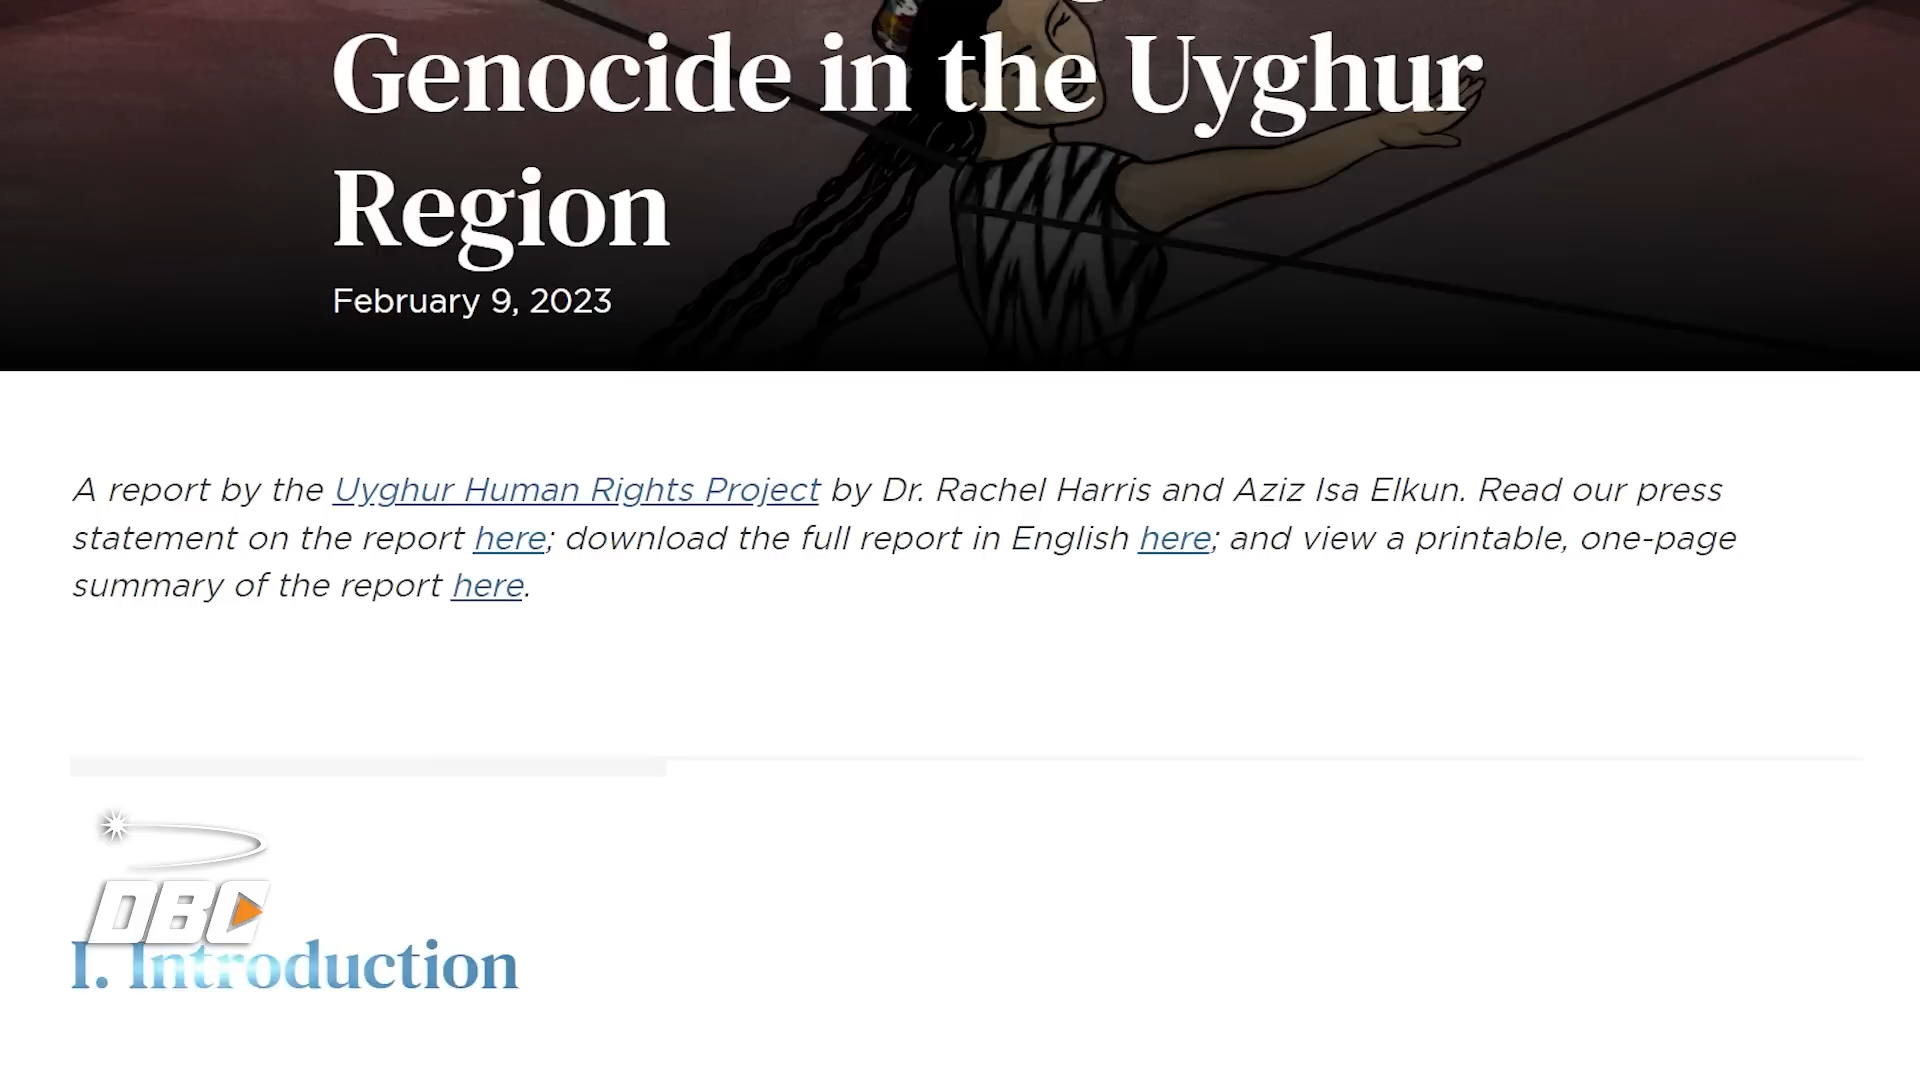 Genocide in the Uyghur
Region
February 9, 2023
A report by the Uyghur Human Rights Project by Dr. Rachel Harris and Aziz Isa Elkun. Read our press
statement on the report here; download the full report in English here; and view a printable, one-page
summary of the report here.
DBC
I. Introduction